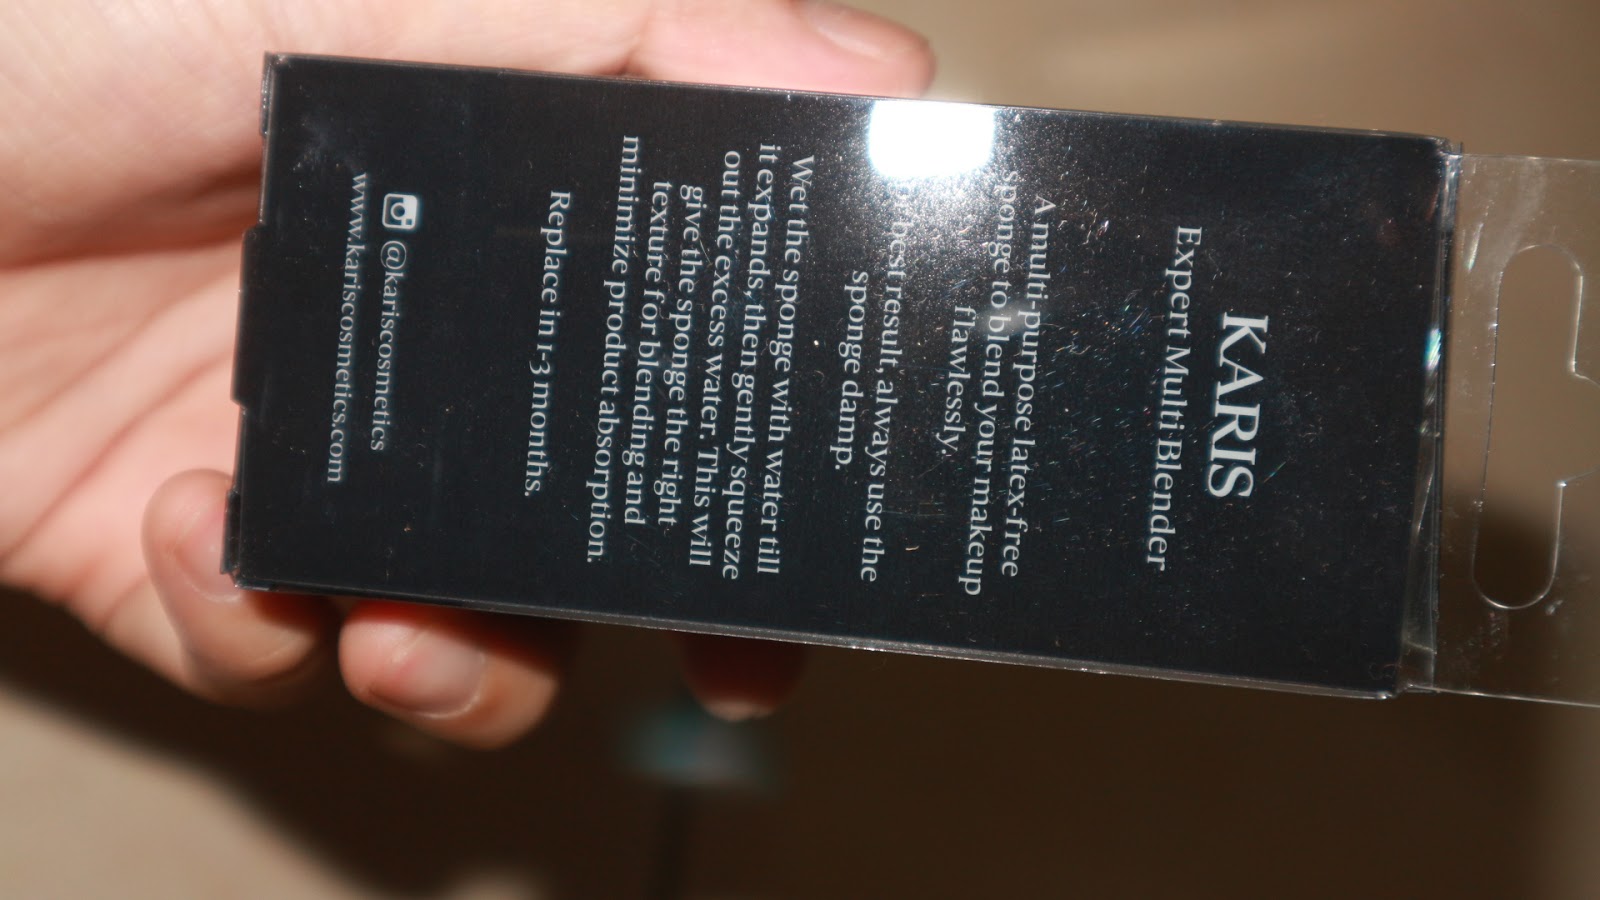 KARIS
Expert Multi Blender
A multi-purpose latex-free
sponge to blend your makeup
flawlessly.
best result, always use the
sponge damp.
Wet the sponge with water till
it expands, then gently squeeze
out the excess water. This will
give the sponge the right
texture for blending and
minimize product absorption.
Replace in 1-3 months.
@kariscosmetics
www.kariscosmetics.com